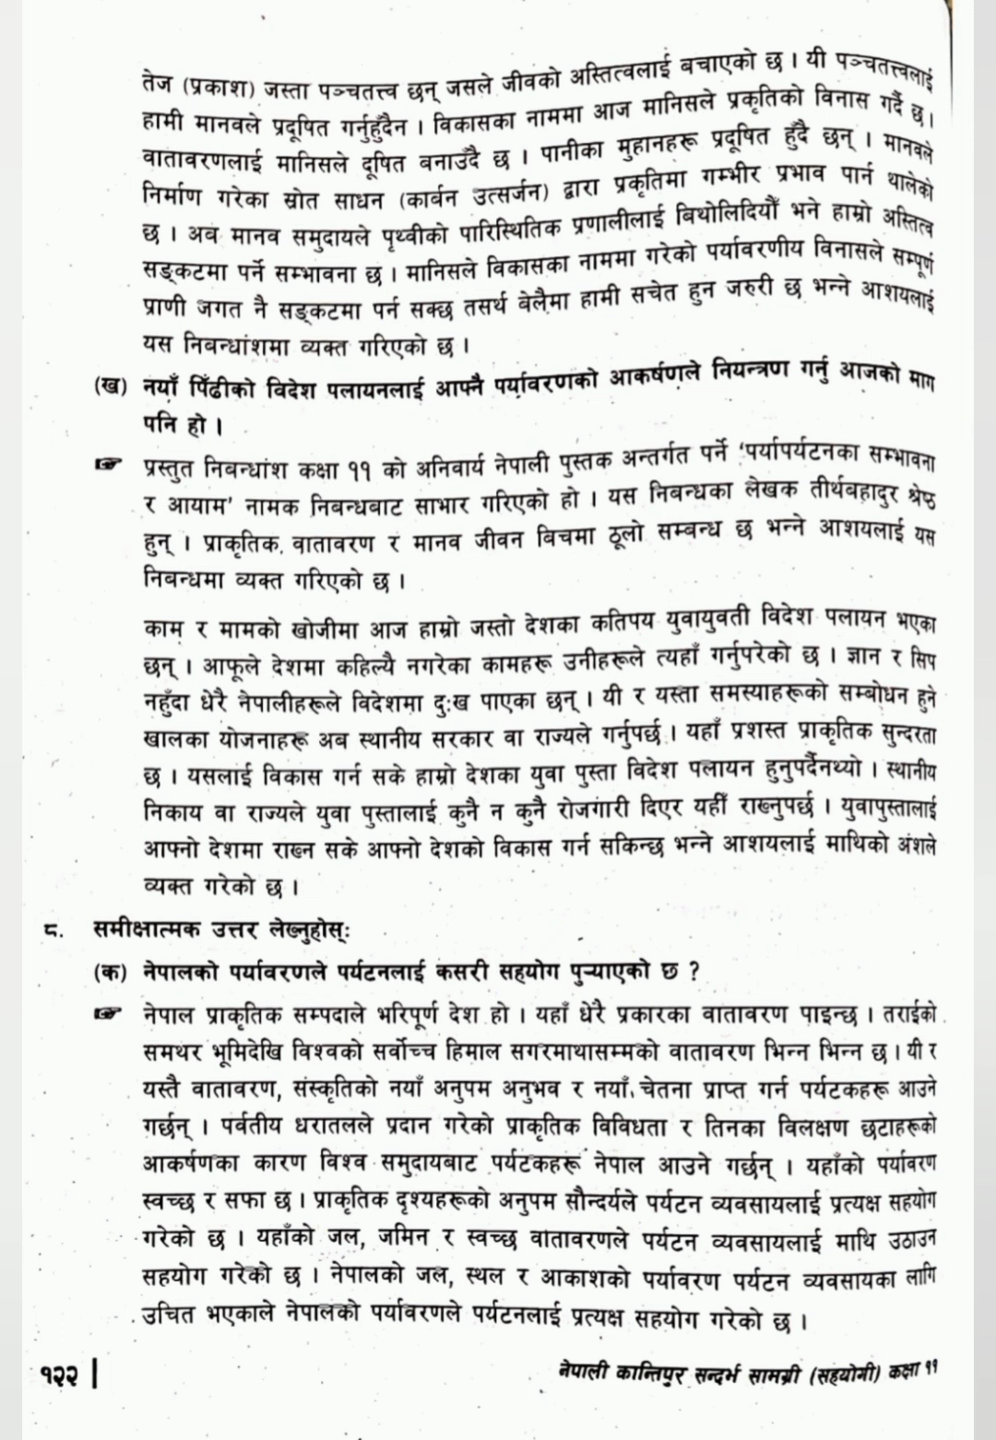 तेज (प्रकाश) जस्ता पञ्चतत्त्व छन् जसले जीवको अस्तित्वलाई बचाएको छ । यी पञ्चतत्त्वलाई
हामी मानवले प्रदूषित गर्नुहुँदैन । विकासका नाममा आज मानिसले प्रकृतिको विनास गर्दै छ।
वातावरणलाई मानिसले दूषित बनाउँदै छ । पानीका मुहानहरू प्रदूषित हुँदै छन् । मानवले
निर्माण गरेका स्रोत साधन (कार्बन उत्सर्जन) द्वारा प्रकृतिमा गम्भीर प्रभाव पार्न थालेको
छ । अब मानव समुदायले पृथ्वीको पारिस्थितिक प्रणालीलाई बिथोलिदियौँ भने हाम्रो अस्तित्व
सङ्कटमा पर्ने सम्भावना छ । मानिसले विकासका नाममा गरेको पर्यावरणीय विनासले सम्पूर्ण
प्राणी जगत नै सङ्कटमा पर्न सक्छ तसर्थ बेलैमा हामी सचेत हुन जरुरी छ भन्ने आशयलाई
यस निबन्धांशमा व्यक्त गरिएको छ ।
(ख) नयाँ पिँढीको विदेश पलायनलाई आफ्नै पर्यावरणको आकर्षणले नियन्त्रण गर्नु आजको माग
पनि हो ।
☞ प्रस्तुत निबन्धांश कक्षा ११ को अनिवार्य नेपाली पुस्तक अन्तर्गत पर्ने 'पर्यापर्यटनका सम्भावना
र आयाम' नामक निबन्धबाट साभार गरिएको हो । यस निबन्धका लेखक तीर्थबहादुर श्रेष्ठ
हुन् । प्राकृतिक वातावरण र मानव जीवन बिचमा ठूलो सम्बन्ध छ भन्ने आशयलाई यस
निबन्धमा व्यक्त गरिएको छ ।
काम र मामको खोजीमा आज हाम्रो जस्तो देशका कतिपय युवायुवती विदेश पलायन भएका
छन् । आफूले देशमा कहिल्यै नगरेका कामहरू उनीहरूले त्यहाँ गर्नुपरेको छ । ज्ञान र सिप
नहुँदा धेरै नेपालीहरूले विदेशमा दुःख पाएका छन् । यी र यस्ता समस्याहरूको सम्बोधन हुने
खालका योजनाहरू अब स्थानीय सरकार वा राज्यले गर्नुपर्छ । यहाँ प्रशस्त प्राकृतिक सुन्दरता
छ । यसलाई विकास गर्न सके हाम्रो देशका युवा पुस्ता विदेश पलायन हुनुपर्दैनथ्यो । स्थानीय
निकाय वा राज्यले युवा पुस्तालाई कुनै न कुनै रोजगारी दिएर यहीँ राख्नुपर्छ । युवापुस्तालाई
आफ्नो देशमा राख्न सके आफ्नो देशको विकास गर्न सकिन्छ भन्ने आशयलाई माथिको अंशले
व्यक्त गरेको छ ।
८. समीक्षात्मक उत्तर लेख्नुहोस्:
(क) नेपालको पर्यावरणले पर्यटनलाई कसरी सहयोग पुऱ्याएको छ ?
☞ नेपाल प्राकृतिक सम्पदाले भरिपूर्ण देश हो । यहाँ धेरै प्रकारका वातावरण पाइन्छ । तराईको
समथर भूमिदेखि विश्वको सर्वोच्च हिमाल सगरमाथासम्मको वातावरण भिन्न भिन्न छ । यी र
यस्तै वातावरण, संस्कृतिको नयाँ अनुपम अनुभव र नयाँ चेतना प्राप्त गर्न पर्यटकहरू आउने
गर्छन् । पर्वतीय धरातलले प्रदान गरेको प्राकृतिक विविधता र तिनका विलक्षण छटाहरूको
आकर्षणका कारण विश्व समुदायबाट पर्यटकहरू नेपाल आउने गर्छन् । यहाँको पर्यावरण
स्वच्छ र सफा छ । प्राकृतिक दृश्यहरूको अनुपम सौन्दर्यले पर्यटन व्यवसायलाई प्रत्यक्ष सहयोग
गरेको छ । यहाँको जल, जमिन र स्वच्छ वातावरणले पर्यटन व्यवसायलाई माथि उठाउन
सहयोग गरेको छ । नेपालको जल, स्थल र आकाशको पर्यावरण पर्यटन व्यवसायका लागि
उचित भएकाले नेपालको पर्यावरणले पर्यटनलाई प्रत्यक्ष सहयोग गरेको छ ।
१२२ | नेपाली कान्तिपुर सन्दर्भ सामग्री (सहयोगी) कक्षा ११